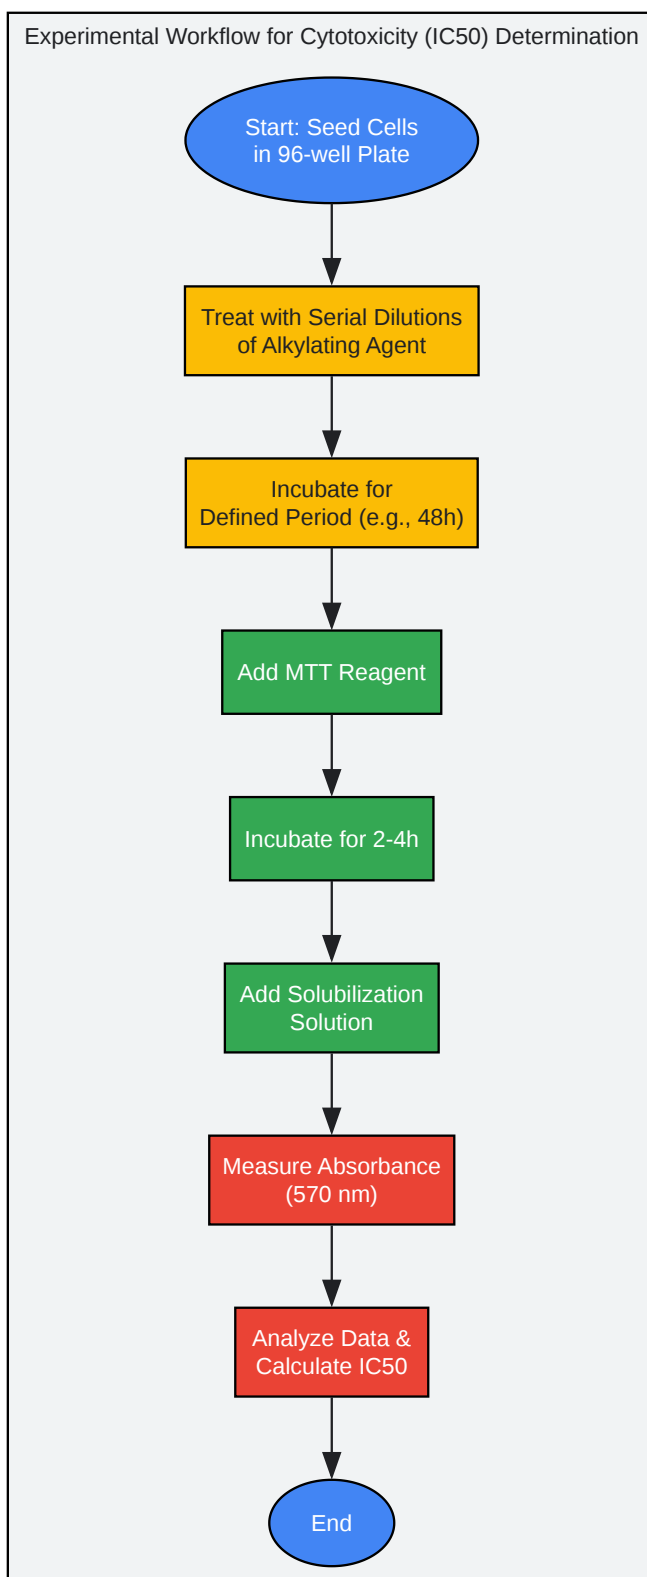 Experimental Workflow for Cytotoxicity (IC50) Determination
Start: Seed Cells
in 96-well Plate
Treat with Serial Dilutions
of Alkylating Agent
Incubate for
Defined Period (e.g., 48h)
Add MTT Reagent
Incubate for 2-4h
Add Solubilization
Solution
Measure Absorbance
(570 nm)
Analyze Data &
Calculate IC50
End